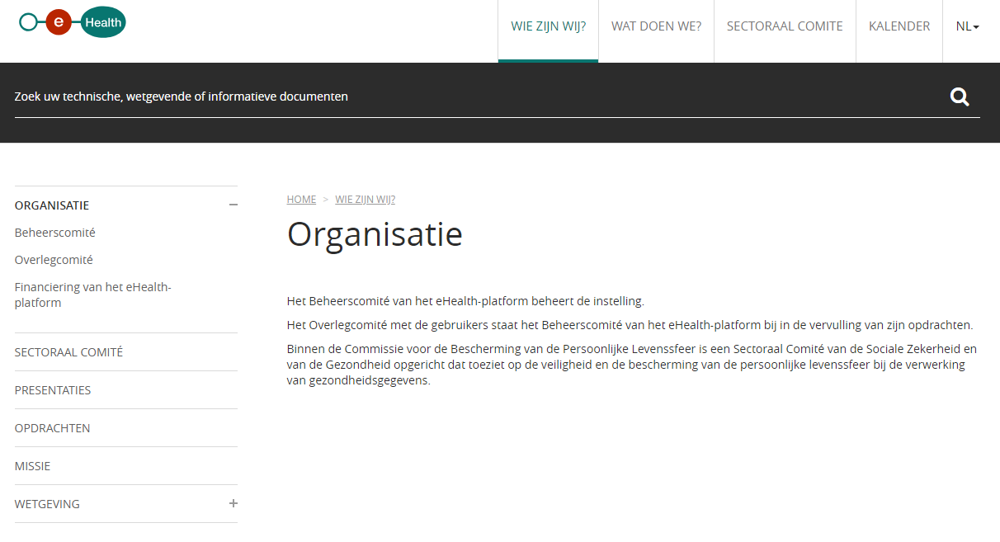 e Health
WIE ZIJN WIJ?
WAT DOEN WE?
SECTORAAL COMITE
KALENDER
NL
Zoek uw technische, wetgevende of informatieve documenten
ORGANISATIE
Beheerscomité
Overlegcomité
Financiering van het eHealth-
platform
SECTORAAL COMITÉ
PRESENTATIES
OPDRACHTEN
MISSIE
WETGEVING
HOME > WIE ZIJN WIJ?
Organisatie
Het Beheerscomité van het eHealth-platform beheert de instelling.
Het Overlegcomité met de gebruikers staat het Beheerscomité van het eHealth-platform bij in de vervulling van zijn opdrachten.
Binnen de Commissie voor de Bescherming van de Persoonlijke Levenssfeer is een Sectoraal Comité van de Sociale Zekerheid en
van de Gezondheid opgericht dat toeziet op de veiligheid en de bescherming van de persoonlijke levenssfeer bij de verwerking
van gezondheidsgegevens.